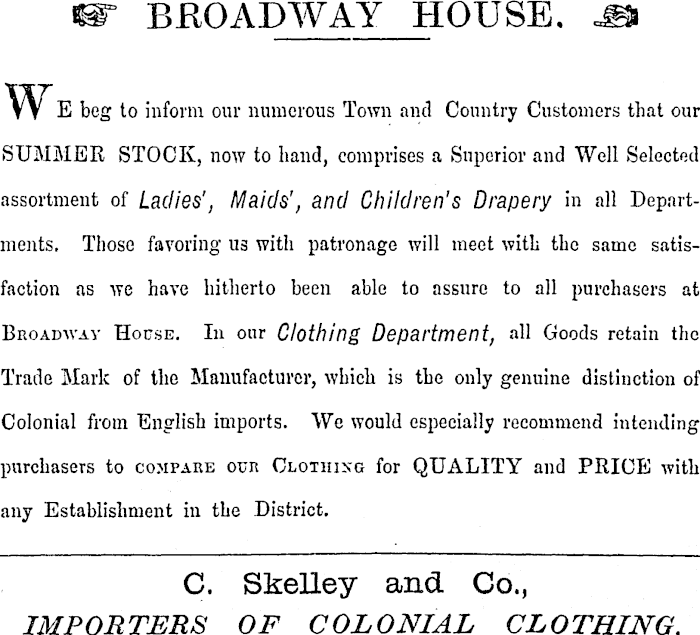 BROADWAY HOUSE.
WE beg to inform our numerous Town and Country Customers that our
SUMMER STOCK, now to hand, comprises a Superior and Well Selected
assortment of Ladies', Maids', and Children's Drapery in all Depart-
ments. Those favoring us with patronage will meet with the same satis-
faction as we have hitherto been able to assure to all purchasers at
BROADWAY HOUSE. In our Clothing Department, all Goods retain the
Trade Mark of the Manufacturer, which is the only genuine distinction of
Colonial from English imports. We would especially recommend intending
purchasers to COMPARE OUR CLOTHING for QUALITY and PRICE with
any Establishment in the District.
C. Skelley and Co.,
IMPORTERS OF COLONIAL CLOTHING.